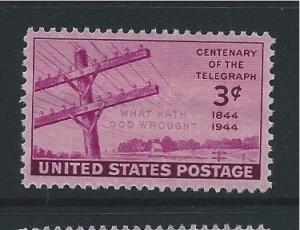 CENTENARY
OF THE
TELEGRAPH
3¢
1844
1944
WHAT HATH
GOD WROUGHT
UNITED STATES POSTAGE